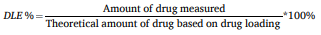 DLE % = Amount of drug measured
Theoretical amount of drug based on drug loading *100%